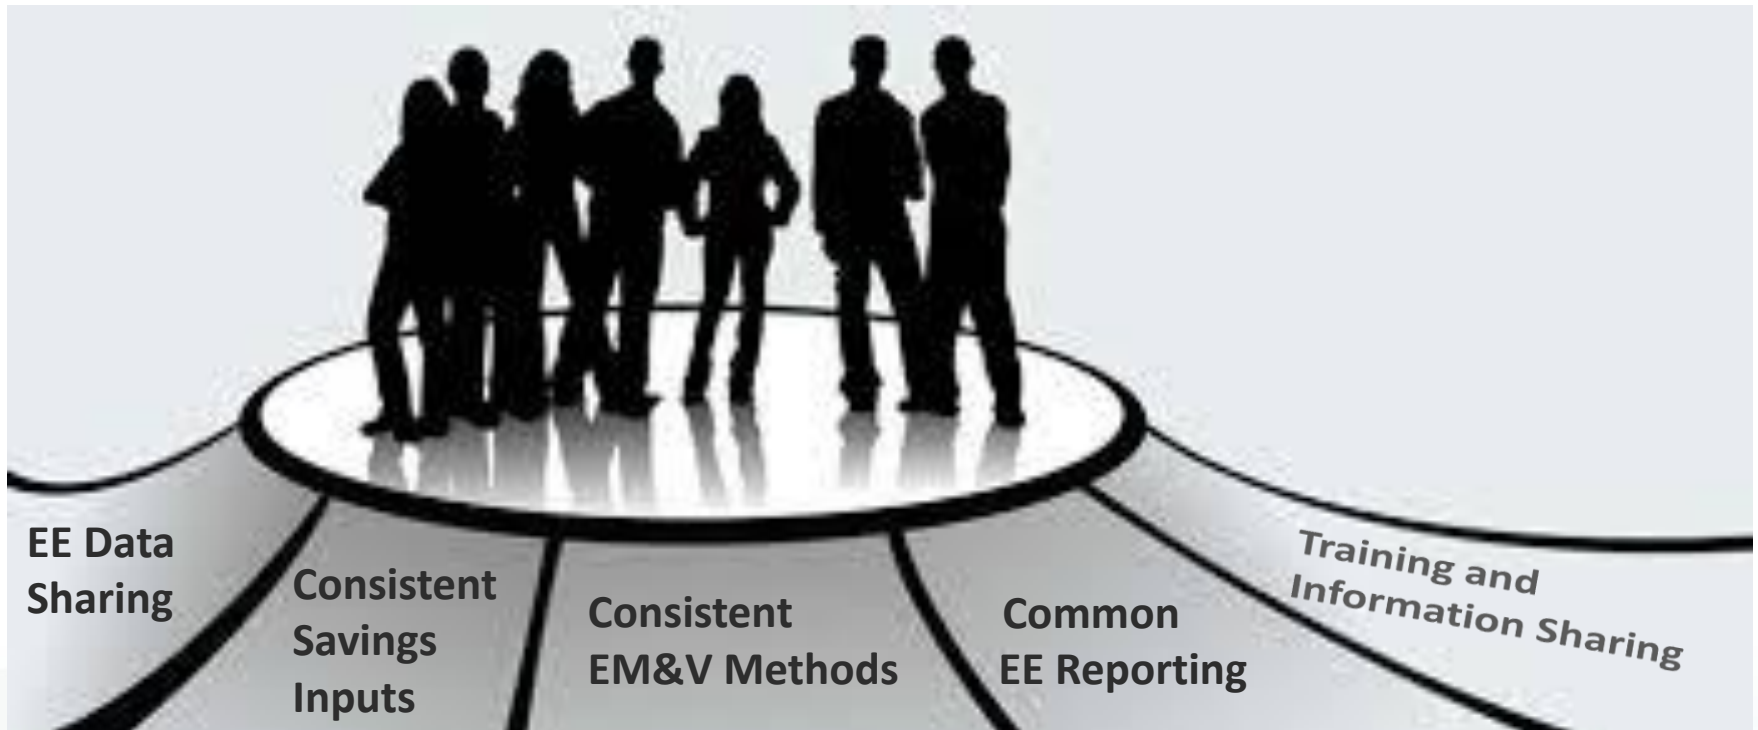 EE Data
Sharing
Consistent
Savings
Inputs
Consistent
EM&V Methods
Common
EE Reporting
Training and
Information Sharing